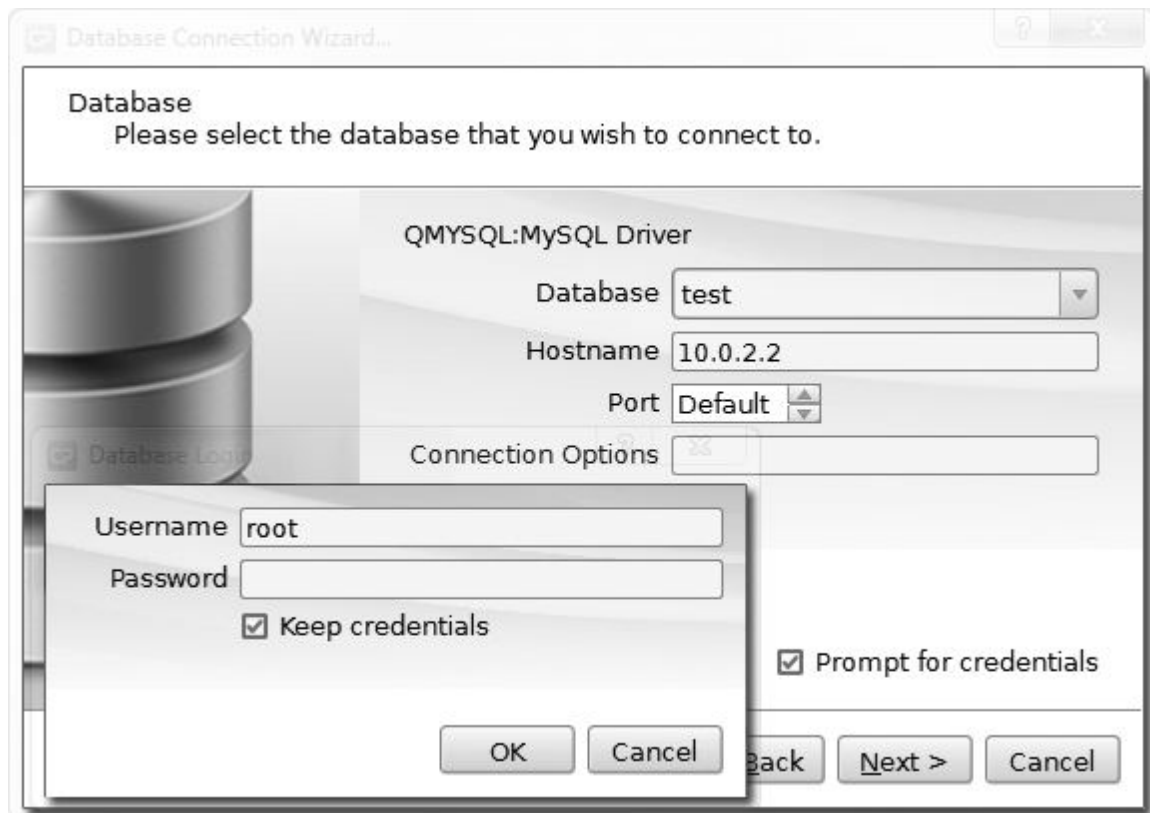 Database Connection Wizard...
Database
Please select the database that you wish to connect to.
QMYSQL:MySQL Driver
Database test
Hostname 10.0.2.2
Port Default
Connection Options
Database Login
Username root
Password
Keep credentials
Prompt for credentials
OK Cancel
Back Next > Cancel